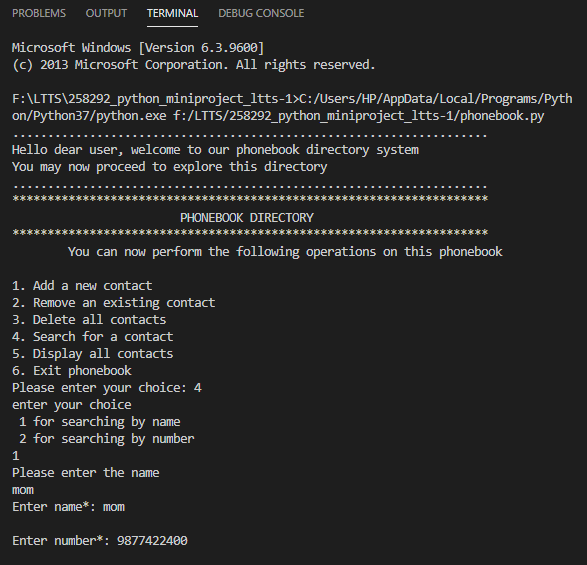 PROBLEMS OUTPUT TERMINAL DEBUG CONSOLE
Microsoft Windows [Version 6.3.9600]
(c) 2013 Microsoft Corporation. All rights reserved.
F:\LTTS\258292_python_miniproject_ltts-1>C:/Users/HP/AppData/Local/Programs/Pyth
on/Python37/python.exe f:/LTTS/258292_python_miniproject_ltts-1/phonebook.py
....................................................................
Hello dear user, welcome to our phonebook directory system
You may now proceed to explore this directory
....................................................................
********************************************************************
PHONEBOOK DIRECTORY
********************************************************************
You can now perform the following operations on this phonebook
1. Add a new contact
2. Remove an existing contact
3. Delete all contacts
4. Search for a contact
5. Display all contacts
6. Exit phonebook
Please enter your choice: 4
enter your choice
1 for searching by name
2 for searching by number
1
Please enter the name
mom
Enter name*: mom
Enter number*: 9877422400